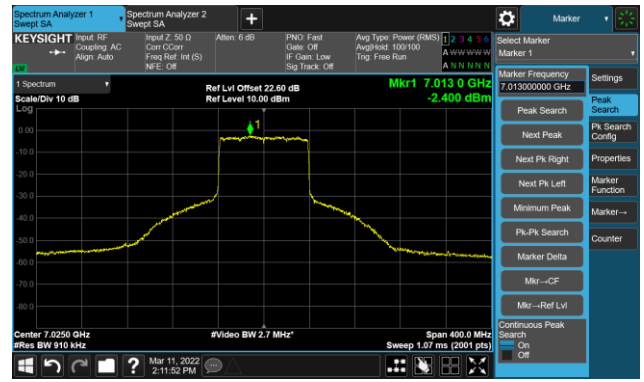 Spectrum Analyzer 1
Swept SA
Spectrum Analyzer 2
Swept SA
Marker
KEYSIGHT
Input: RF
Coupling: AC
Align: Auto
Input Z: 50 Ω
Corr CCorr
Freq Ref: Int (S)
NFE: Off
Atten: 6 dB
PNO: Fast
Gate: Off
IF Gain: Low
Sig Track: Off
Avg Type: Power (RMS)
Avg|Hold: 100/100
Trig: Free Run
1 2 3 4 5 6
A W W W W W
A N N N N N
Select Marker
Marker 1
1 Spectrum
Scale/Div 10 dB
Log
Ref Lvl Offset 22.60 dB
Ref Level 10.00 dBm
Mkr1 7.013 0 GHz
-2.400 dBm
1
0.00
-10.0
-20.0
-30.0
-40.0
-50.0
-60.0
-70.0
-80.0
Center 7.0250 GHz
#Res BW 910 kHz
#Video BW 2.7 MHz*
Span 400.0 MHz
Sweep 1.07 ms (2001 pts)
Marker Frequency
7.013000000 GHz
Peak Search
Next Peak
Next Pk Right
Next Pk Left
Minimum Peak
Pk-Pk Search
Marker Delta
Mkr→CF
Mkr→Ref Lvl
Continuous Peak
Search
On
Off
Settings
Peak
Search
Pk Search
Config
Properties
Marker
Function
Marker→
Counter
?
Mar 11, 2022
2:11:52 PM